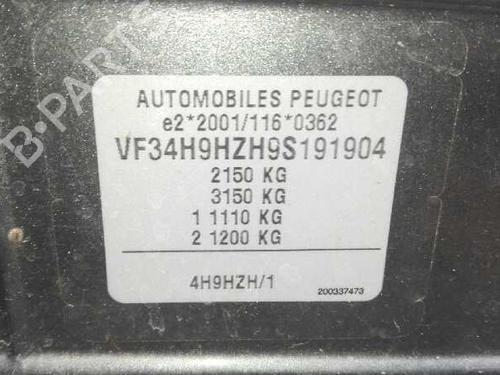 B-PARTS
AUTOMOBILES PEUGEOT
e2*2001/116*0362
VF34H9HZH9S191904
2150 KG
3150 KG
1 1110 KG
2 1200 KG
4H9HZH/1
200337473